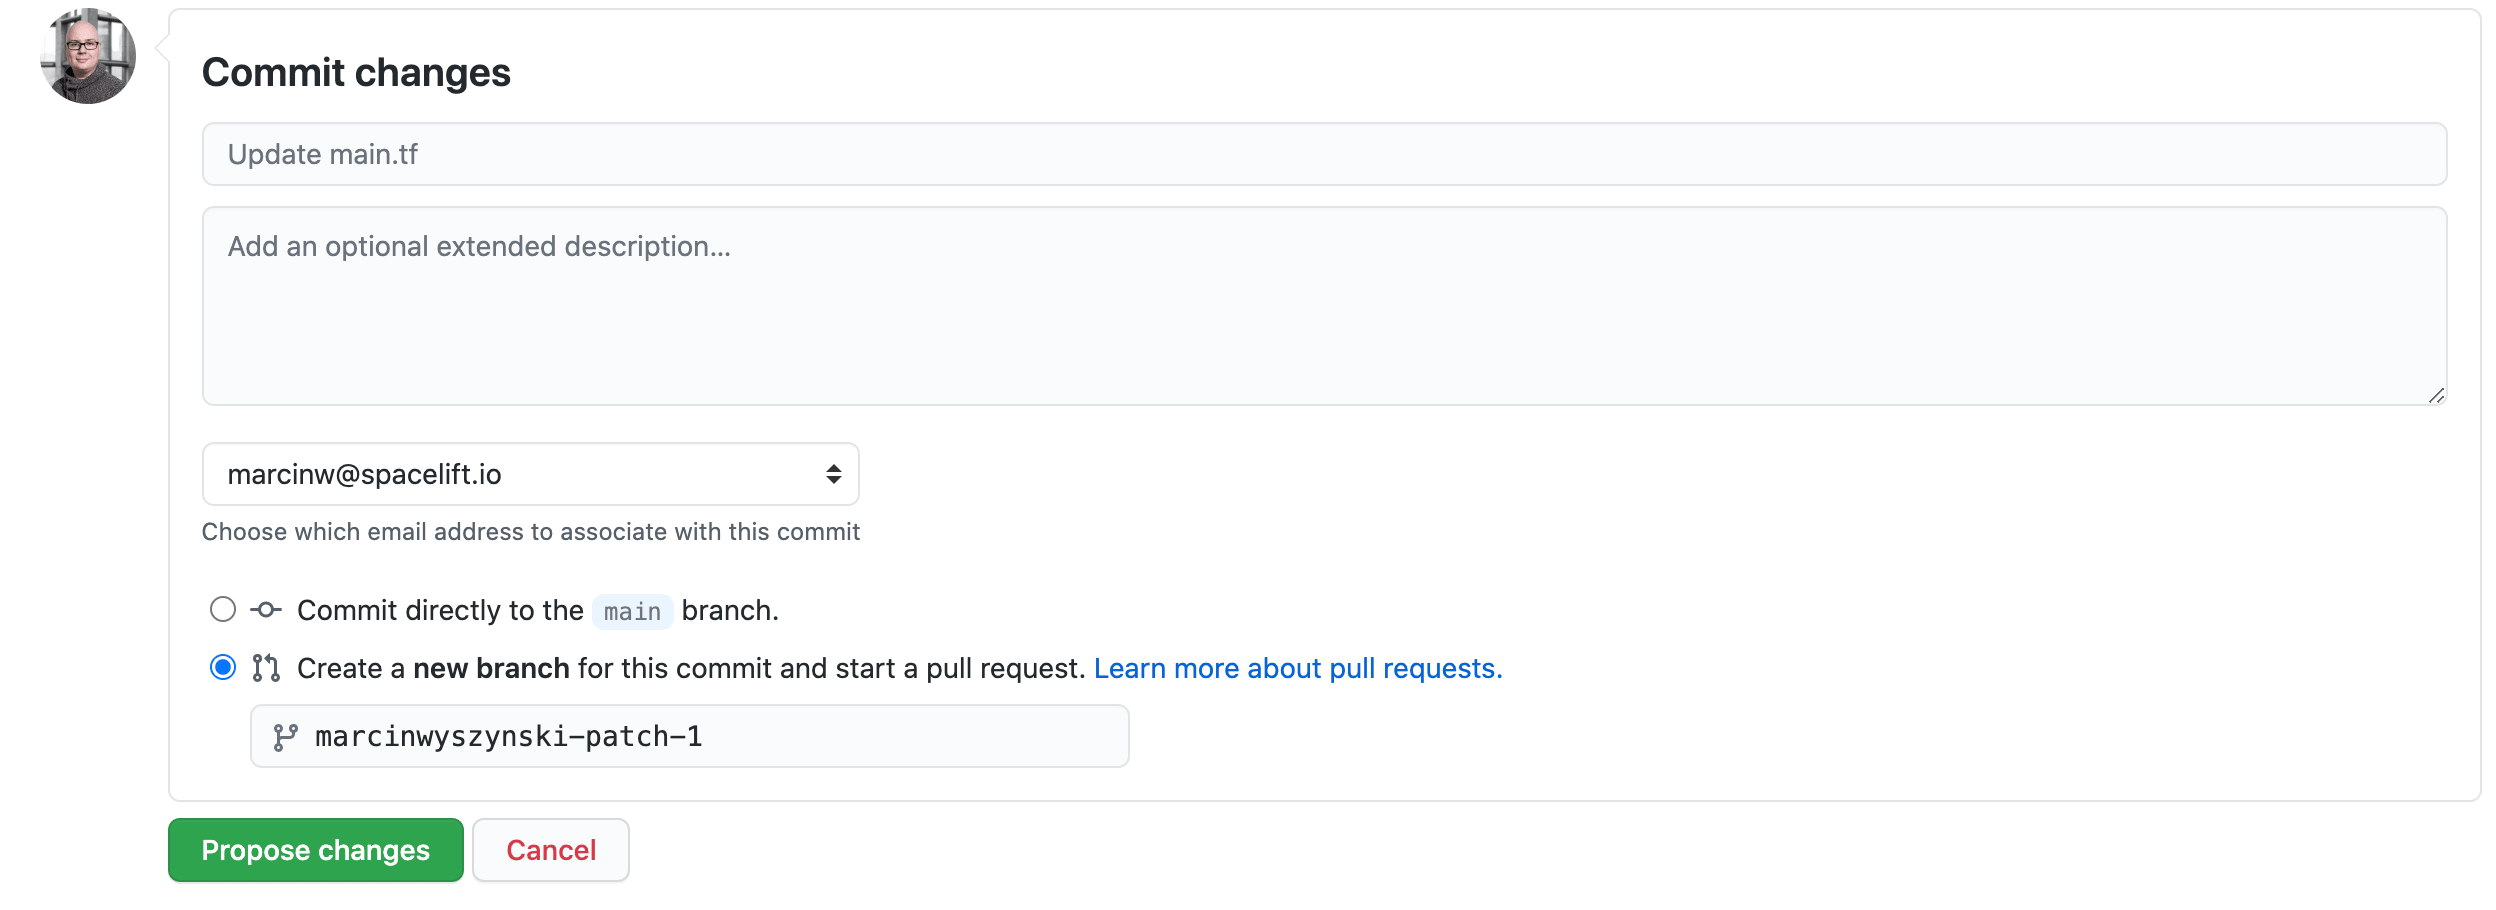 Commit changes
Update main.tf
Add an optional extended description...
marcinw@spacelift.io
Choose which email address to associate with this commit
Commit directly to the main branch.
Create a new branch for this commit and start a pull request. Learn more about pull requests.
marcinwyszynski-patch-1
Propose changes
Cancel